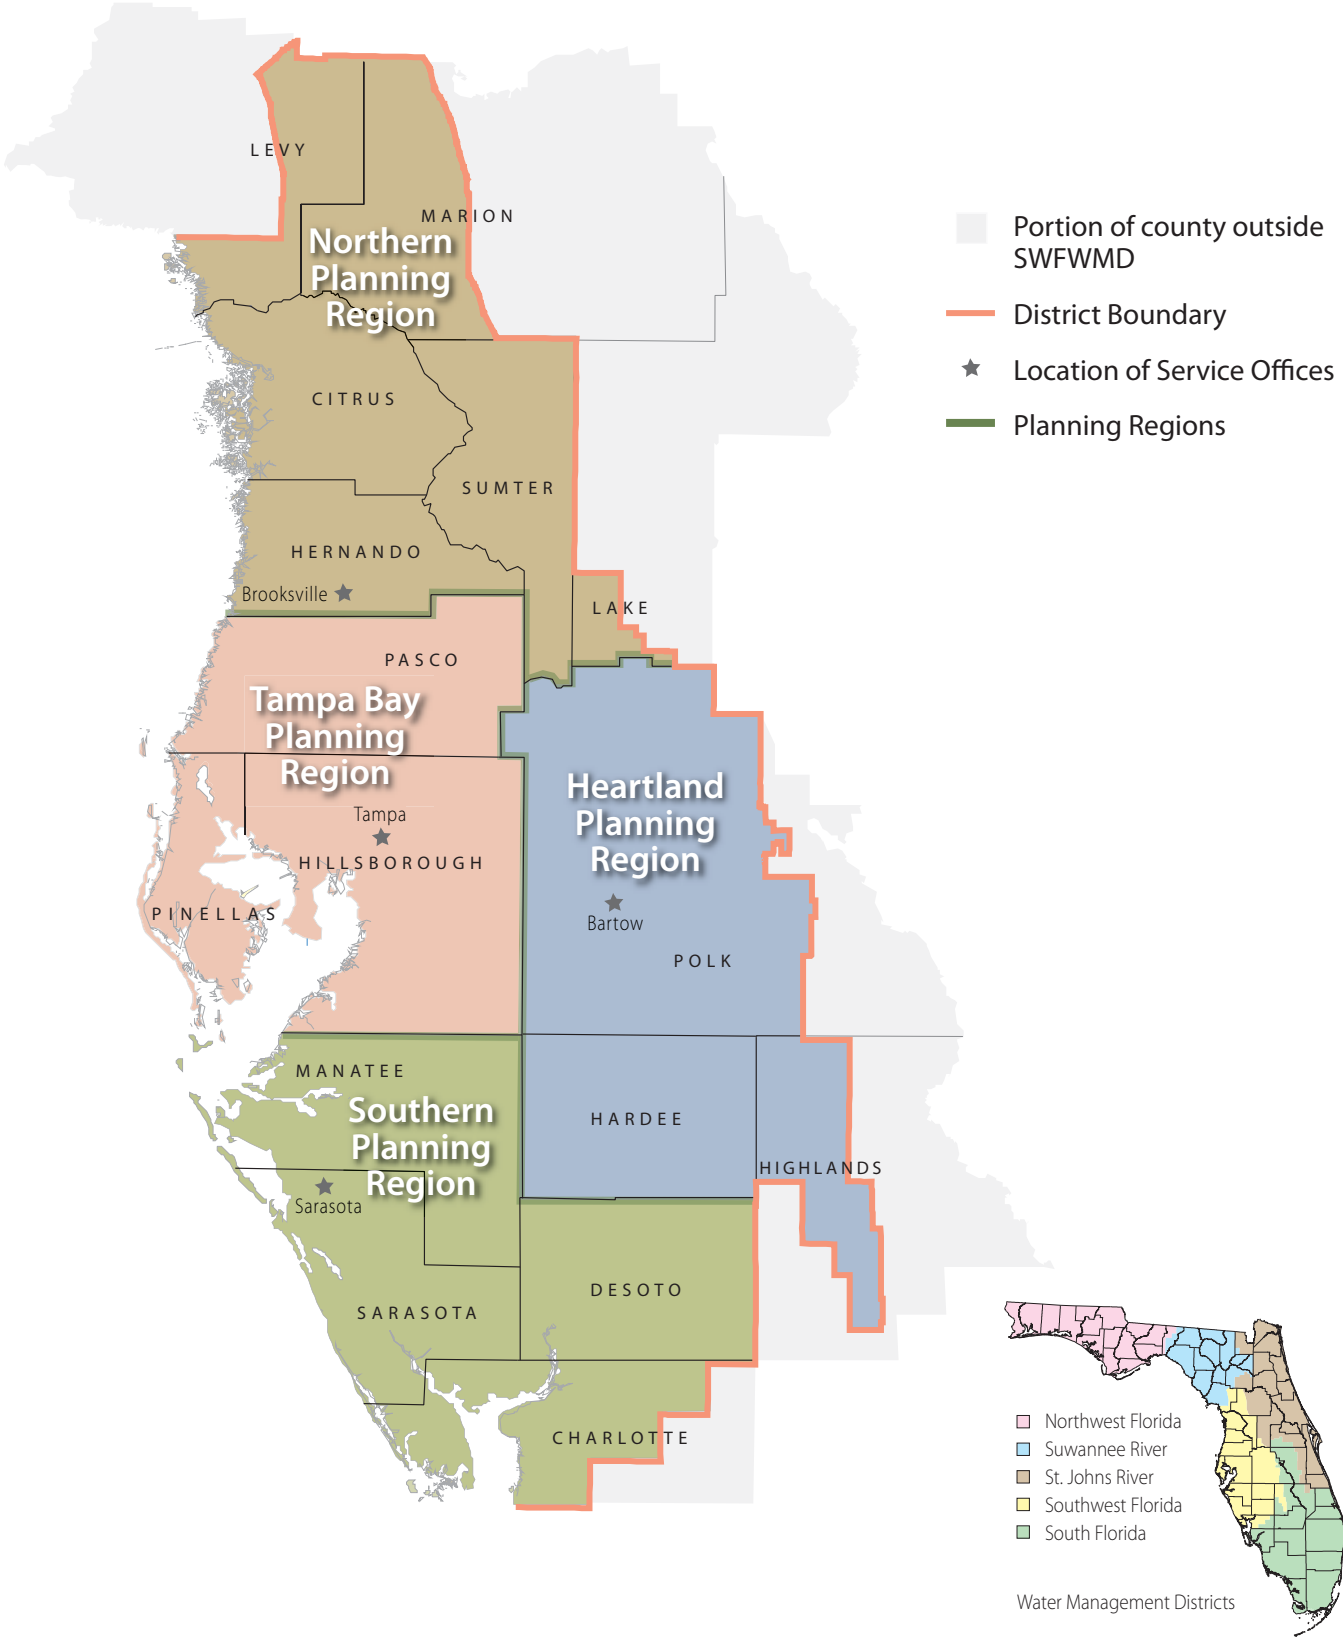 LEVY
MARION
Northern
Planning
Region
CITRUS
SUMTER
HERNANDO
Brooksville
LAKE
PASCO
Tampa Bay
Planning
Region
Heartland
Planning
Region
Tampa
HILLSBOROUGH
PINELLAS
Bartow
POLK
MANATEE
Southern
Planning
Region
HARDEE
HIGHLANDS
Sarasota
DESOTO
SARASOTA
CHARLOTTE
Portion of county outside
SWFWMD
District Boundary
Location of Service Offices
Planning Regions
Northwest Florida
Suwannee River
St. Johns River
Southwest Florida
South Florida
Water Management Districts